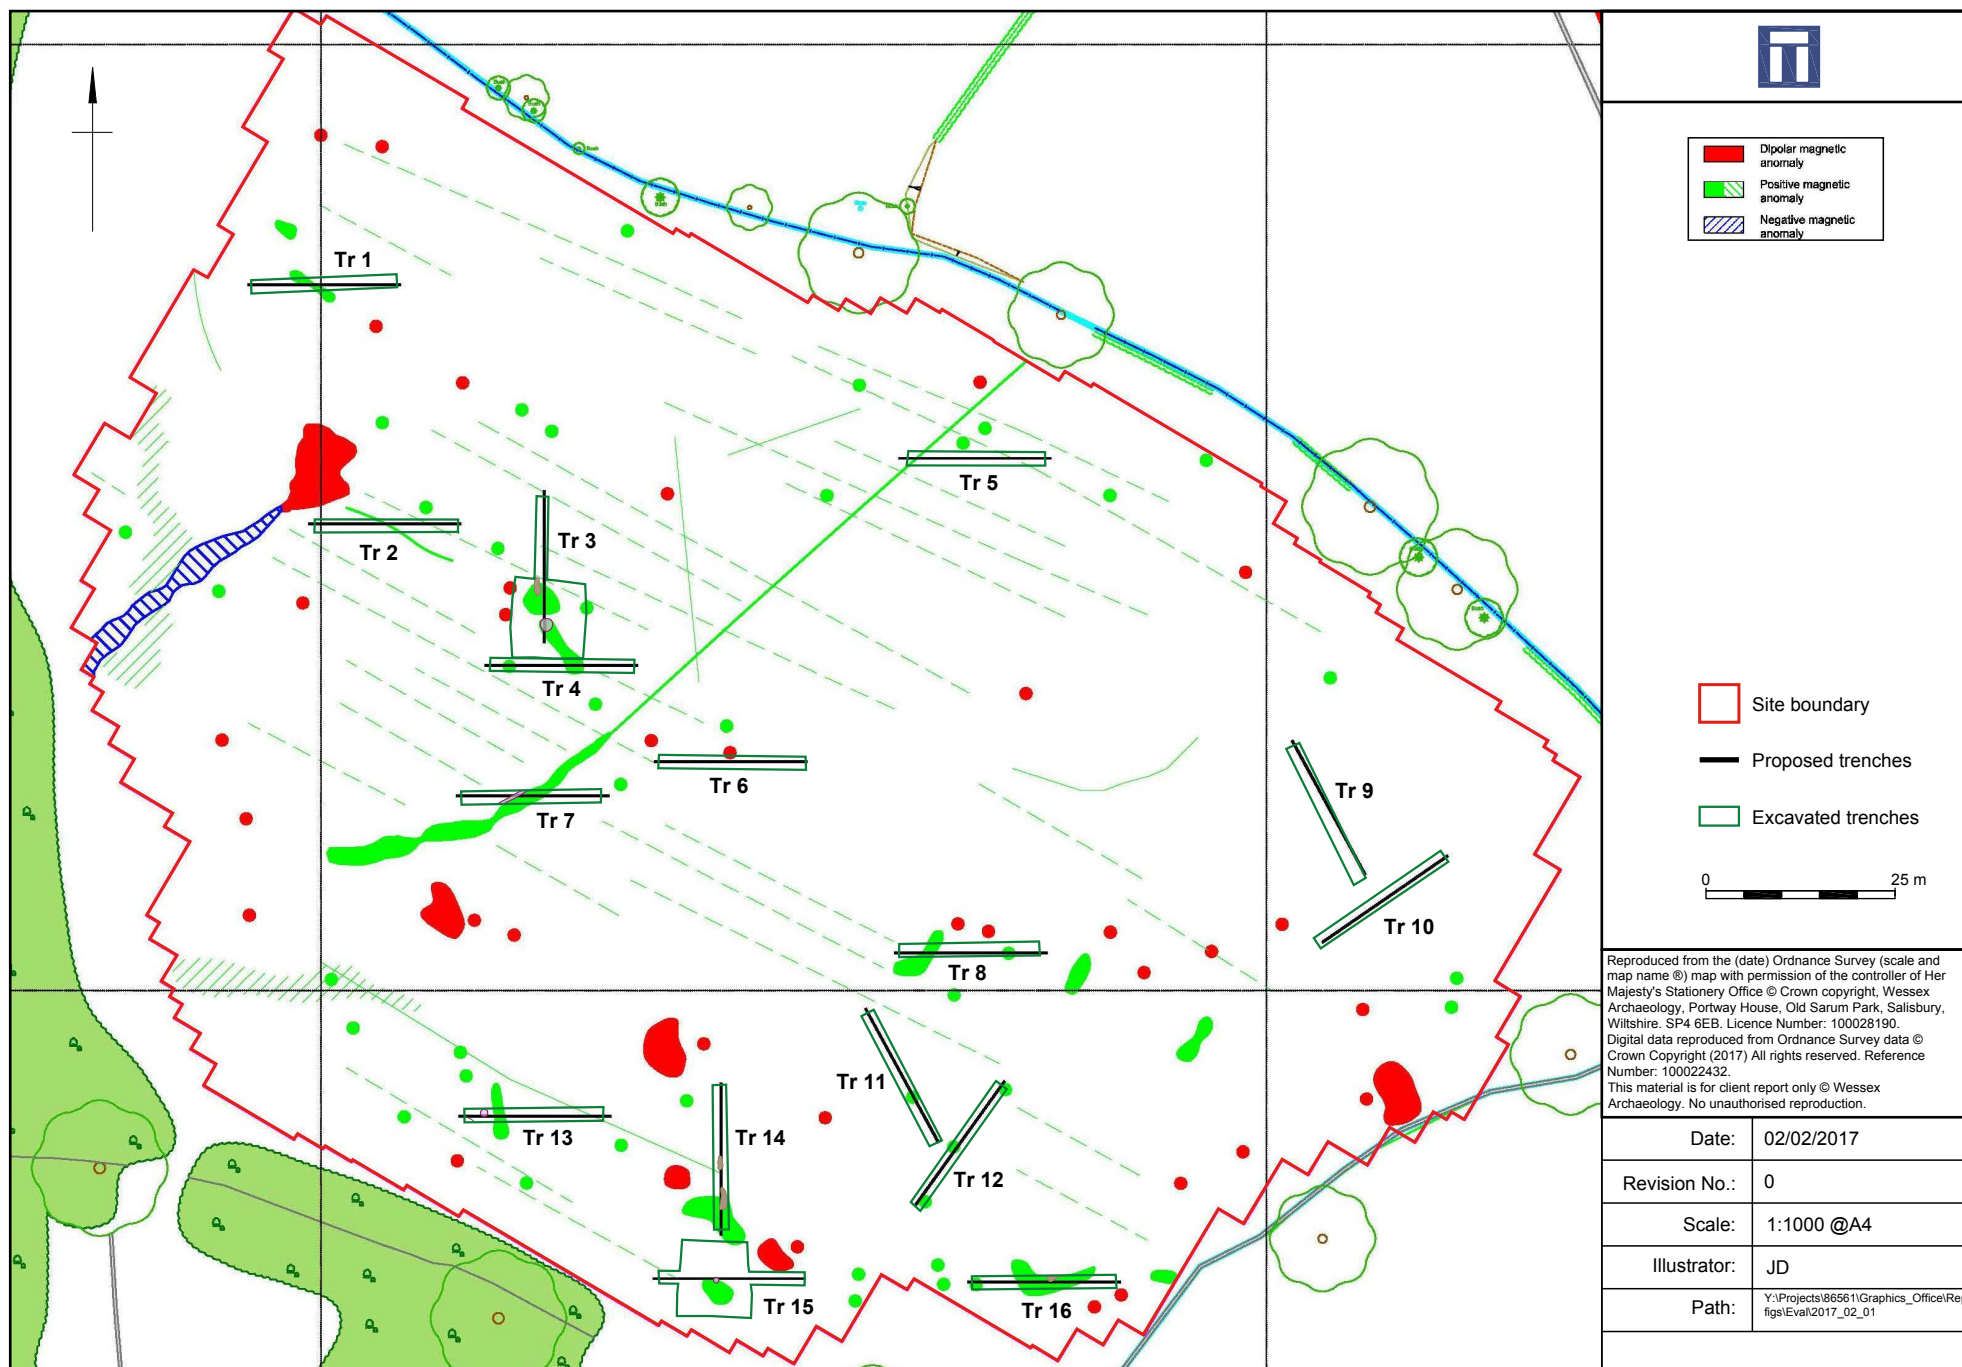 Tr 1
Tr 2
Tr 3
Tr 4
Tr 5
Tr 6
Tr 7
Tr 8
Tr 9
Tr 10
Tr 11
Tr 12
Tr 13
Tr 14
Tr 15
Tr 16
Dipolar magnetic
anomaly
Positive magnetic
anomaly
Negative magnetic
anomaly
Site boundary
Proposed trenches
Excavated trenches
0 25 m
Reproduced from the (date) Ordnance Survey (scale and
map name ®) map with permission of the controller of Her
Majesty's Stationery Office © Crown copyright, Wessex
Archaeology, Portway House, Old Sarum Park, Salisbury,
Wiltshire. SP4 6EB. Licence Number: 100028190.
Digital data reproduced from Ordnance Survey data ©
Crown Copyright (2017) All rights reserved. Reference
Number: 100022432.
This material is for client report only © Wessex
Archaeology. No unauthorised reproduction.
Date: 02/02/2017
Revision No.: 0
Scale: 1:1000 @A4
Illustrator: JD
Path: Y:\Projects\86561\Graphics_Office\Re
figs\Eval\2017_02_01